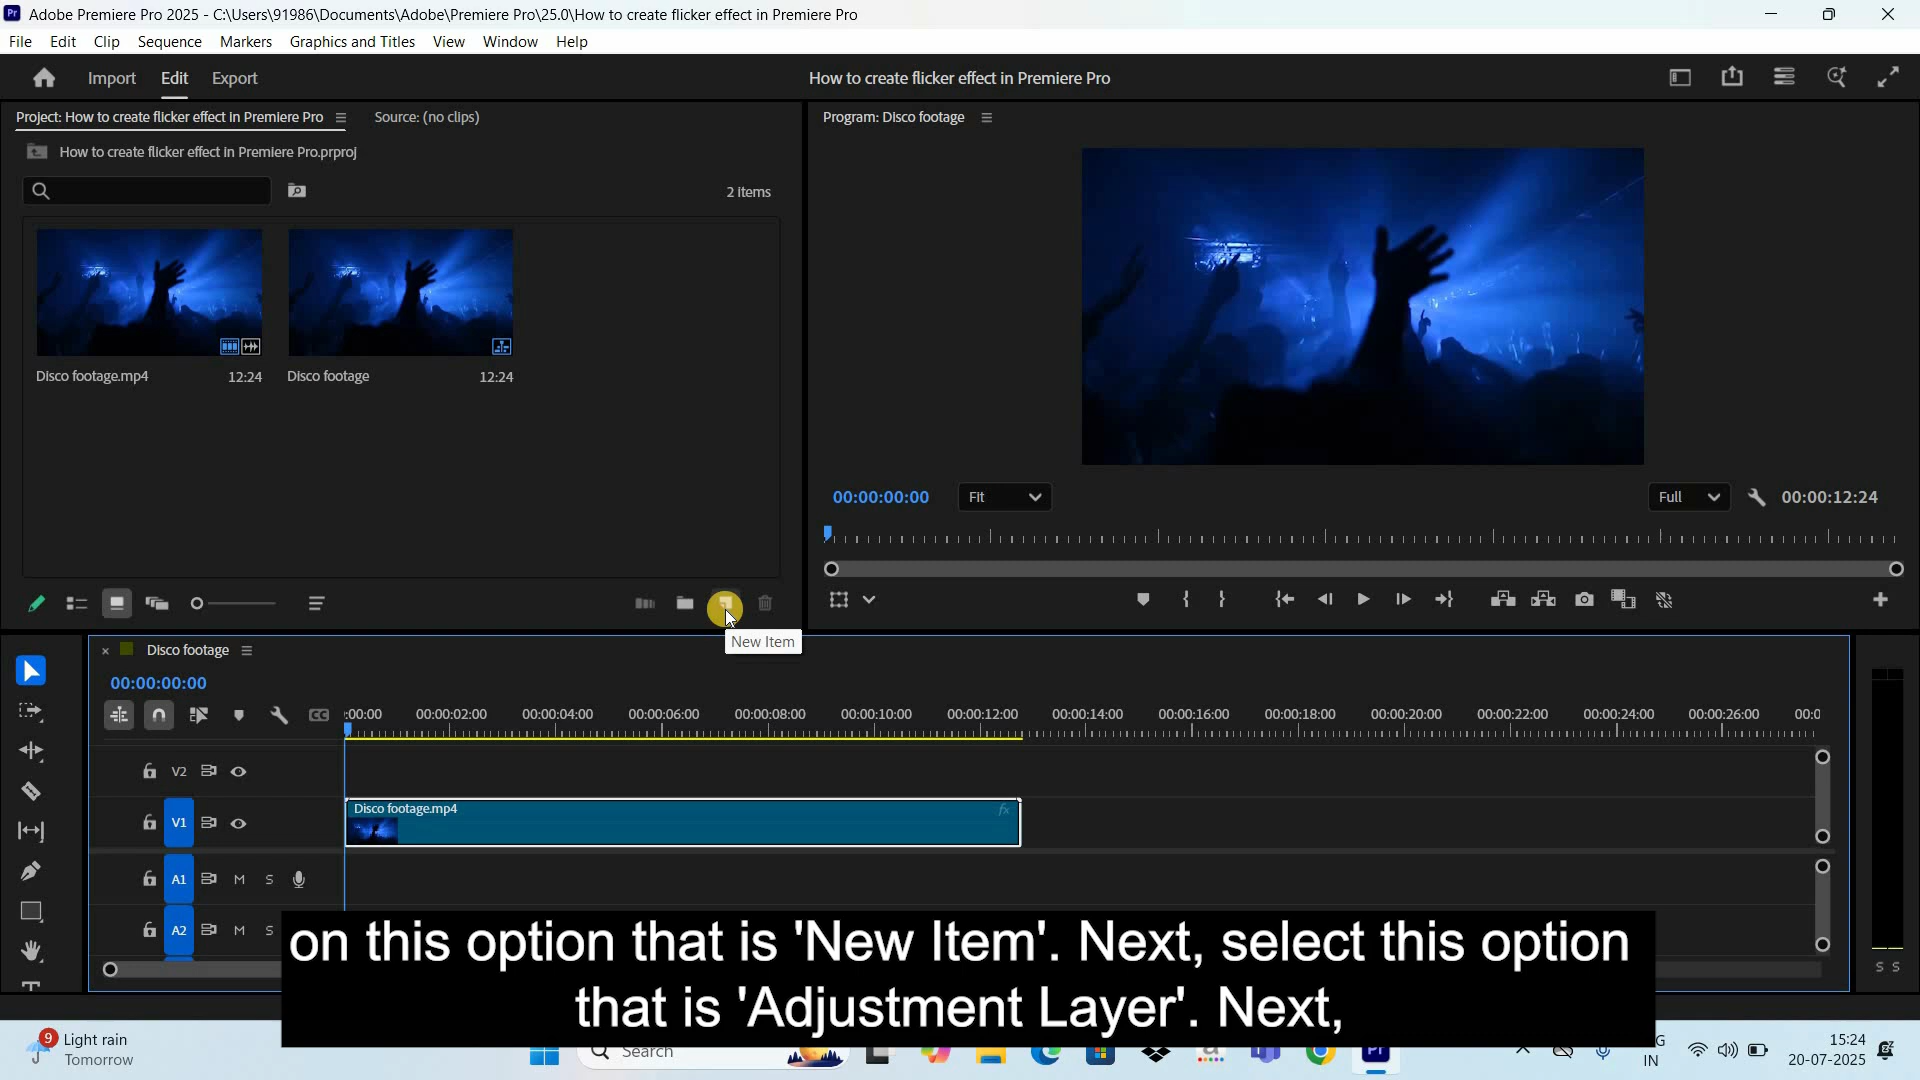 Adobe Premiere Pro 2025 - C:\Users\91986\Documents\Adobe\Premiere Pro\25.0\How to create flicker effect in Premiere Pro
File Edit Clip Sequence Markers Graphics and Titles View Window Help
Import Edit Export
How to create flicker effect in Premiere Pro
Project: How to create flicker effect in Premiere Pro
Source: (no clips)
How to create flicker effect in Premiere Pro.prproj
2 items
Disco footage.mp4 12:24
Disco footage 12:24
Program: Disco footage
00:00:00:00
Fit
Full
00:00:12:24
New Item
× Disco footage
00:00:00:00
CC
:00:00 00:00:02:00 00:00:04:00 00:00:06:00 00:00:08:00 00:00:10:00 00:00:12:00 00:00:14:00 00:00:16:00 00:00:18:00 00:00:20:00 00:00:22:00 00:00:24:00 00:00:26:00 00:0
V2
V1
Disco footage.mp4 fx
A1 M S
A2 M S
S S
on this option that is 'New Item'. Next, select this option
that is 'Adjustment Layer'. Next,
9
Light rain
Tomorrow
Search
Pr
G
IN
15:24
20-07-2025